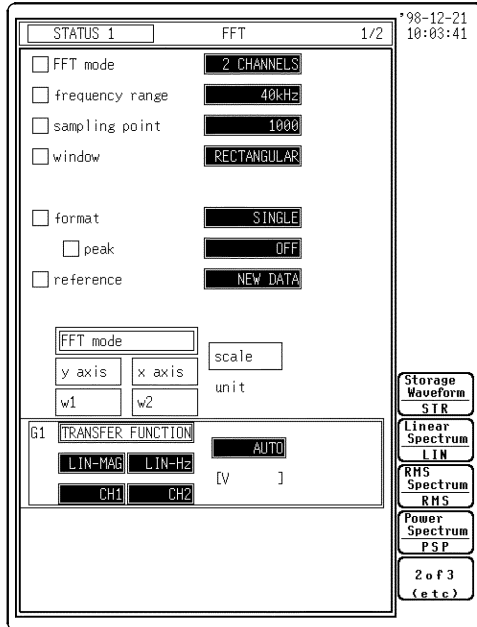 STATUS 1 FFT 1/2
'98-12-21
10:03:41
FFT mode 2 CHANNELS
frequency range 40kHz
sampling point 1000
window RECTANGULAR
format SINGLE
peak OFF
reference NEW DATA
FFT mode
y axis x axis scale
w1 w2 unit
G1 TRANSFER FUNCTION
LIN-MAG LIN-Hz AUTO
CH1 CH2 [V ]
Storage
Waveform
STR
Linear
Spectrum
LIN
RMS
Spectrum
RMS
Power
Spectrum
PSP
2 of 3
(etc)